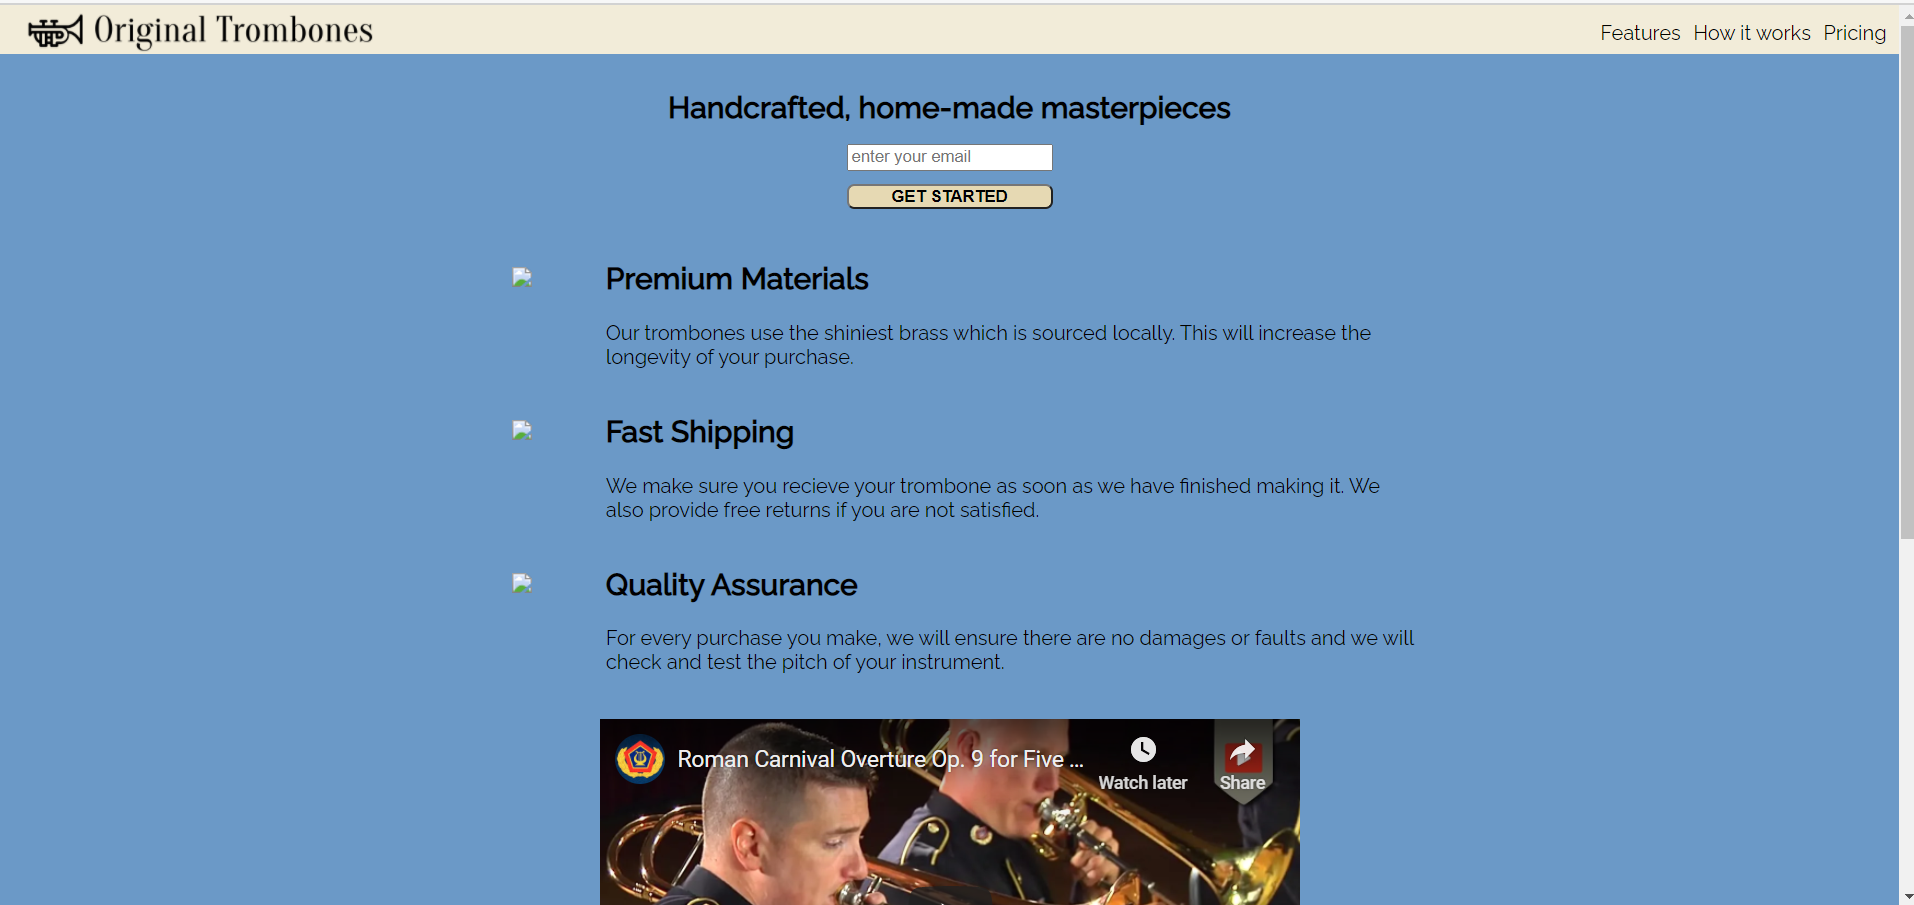 Original Trombones
Features How it works Pricing
Handcrafted, home-made masterpieces
enter your email
GET STARTED
Premium Materials
Our trombones use the shiniest brass which is sourced locally. This will increase the
longevity of your purchase.
Fast Shipping
We make sure you recieve your trombone as soon as we have finished making it. We
also provide free returns if you are not satisfied.
Quality Assurance
For every purchase you make, we will ensure there are no damages or faults and we will
check and test the pitch of your instrument.
Roman Carnival Overture Op. 9 for Five ...
Watch later
Share